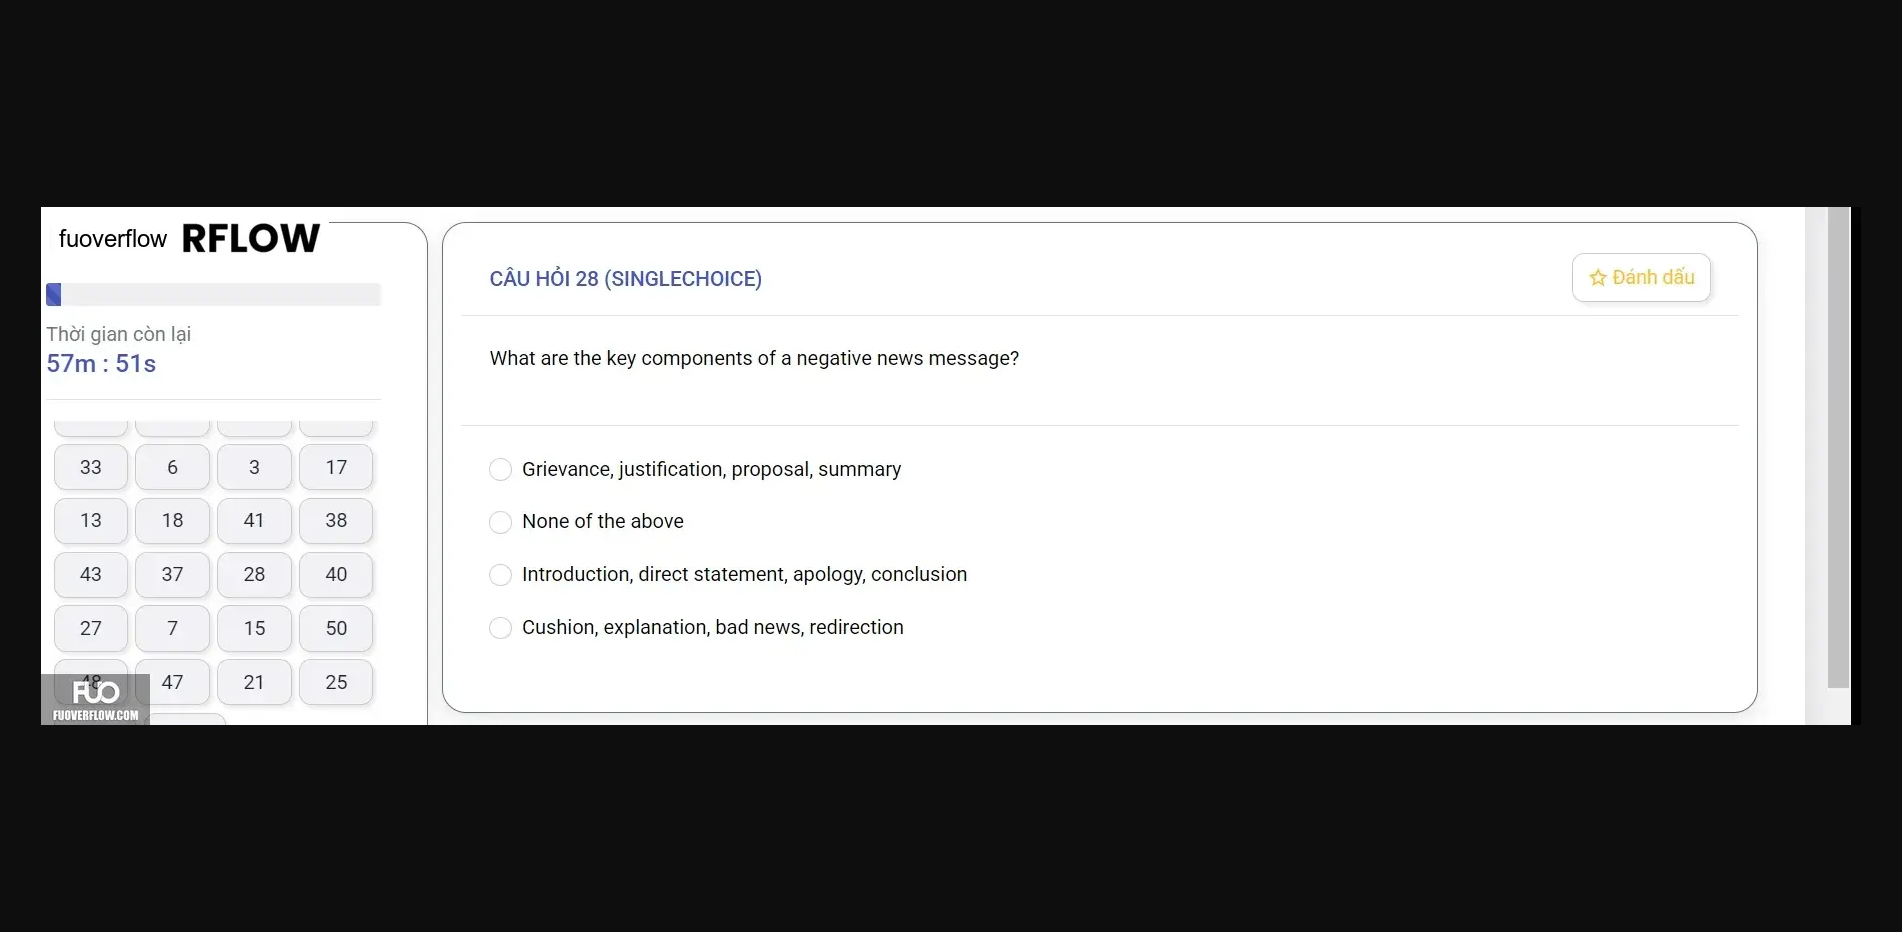 fuoverflow RFLOW
Thời gian còn lại
57m : 51s
33 6 3 17
13 18 41 38
43 37 28 40
27 7 15 50
48 47 21 25
FUO
FUOVERFLOW.COM
CÂU HỎI 28 (SINGLECHOICE)
Đánh dấu
What are the key components of a negative news message?
Grievance, justification, proposal, summary
None of the above
Introduction, direct statement, apology, conclusion
Cushion, explanation, bad news, redirection